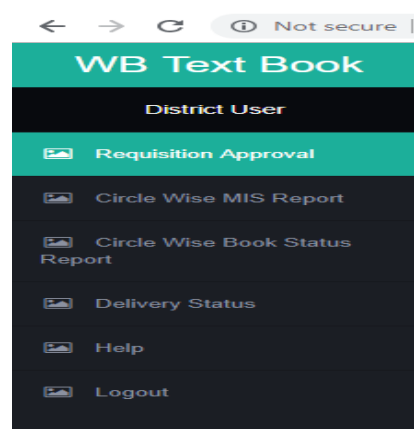 Not secure
WB Text Book
District User
Requisition Approval
Circle Wise MIS Report
Circle Wise Book Status
Report
Delivery Status
Help
Logout